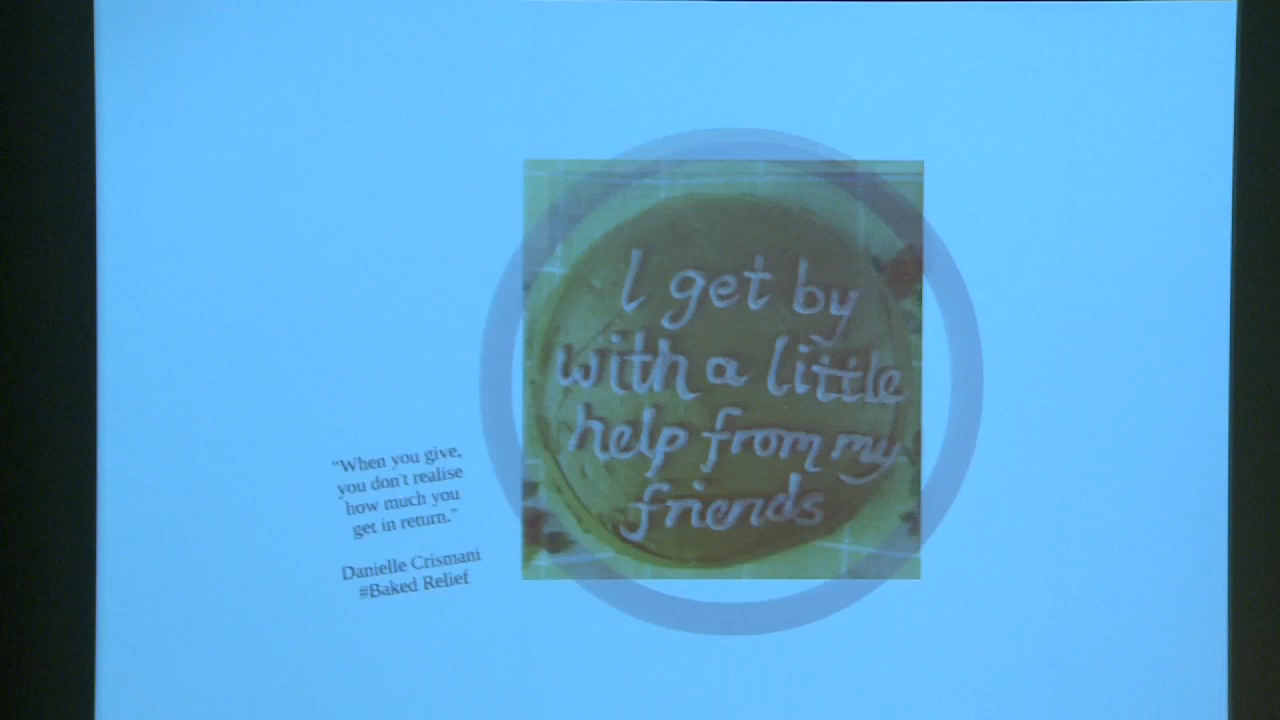 I get by
with a little
help from my
friends
"When you give,
you don't realise
how much you
get in return."
Danielle Crismani
#Baked Relief